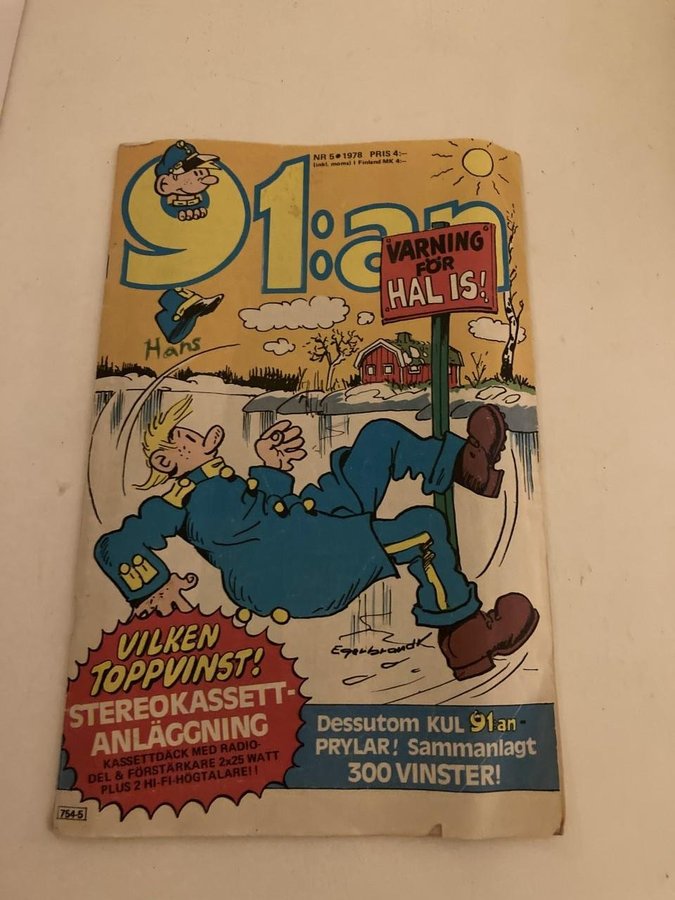 NR 5 • 1978 PRIS 4:–
(inkl. moms) I Finland MK 4:–
91:an
VARNING
FÖR
HAL IS!
Hans
Egerbrandt
VILKEN
TOPPVINST!
STEREOKASSETT-
ANLÄGGNING
KASSETTDÄCK MED RADIO-
DEL & FÖRSTÄRKARE 2x25 WATT
PLUS 2 HI-FI-HÖGTALARE!!
Dessutom KUL 91an-
PRYLAR! Sammanlagt
300 VINSTER!
754-5